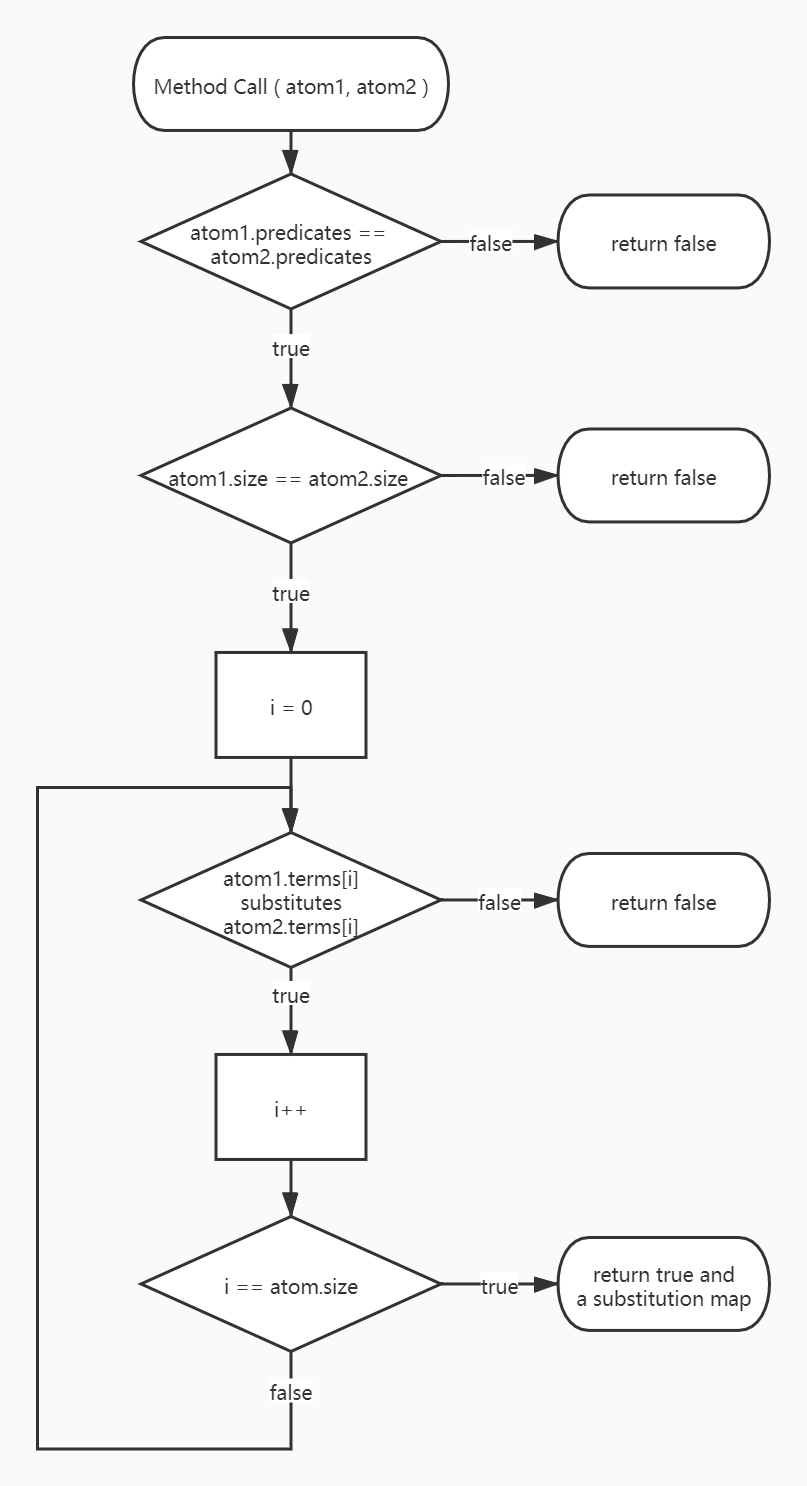 Method Call ( atom1, atom2 )
atom1.predicates ==
atom2.predicates
false
return false
true
atom1.size == atom2.size
false
return false
true
i = 0
atom1.terms[i]
substitutes
atom2.terms[i]
false
return false
true
i++
i == atom.size
true
return true and
a substitution map
false